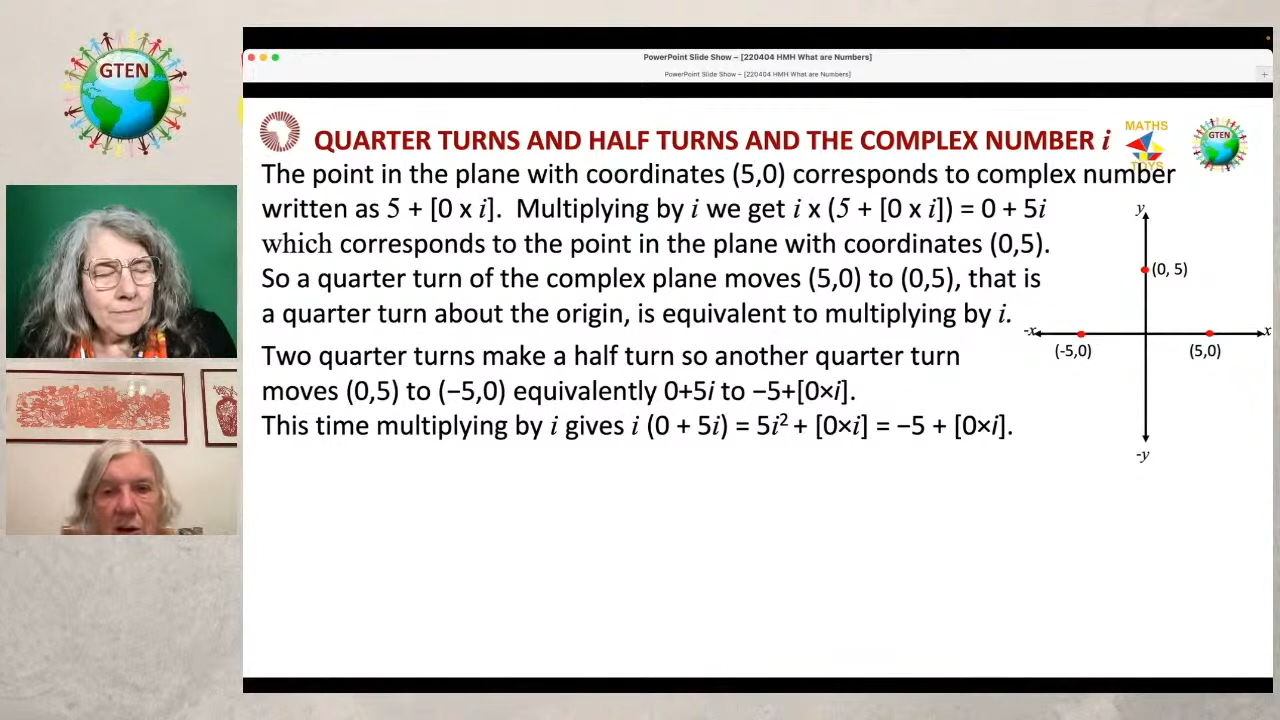 GTEN
PowerPoint Slide Show – [220404 HMH What are Numbers]
PowerPoint Slide Show – [220404 HMH What are Numbers]
QUARTER TURNS AND HALF TURNS AND THE COMPLEX NUMBER i
MATHS
TOYS
GTEN
The point in the plane with coordinates (5,0) corresponds to complex number
written as 5 + [0 x i]. Multiplying by i we get i x (5 + [0 x i]) = 0 + 5i
which corresponds to the point in the plane with coordinates (0,5).
So a quarter turn of the complex plane moves (5,0) to (0,5), that is
a quarter turn about the origin, is equivalent to multiplying by i.
Two quarter turns make a half turn so another quarter turn
moves (0,5) to (−5,0) equivalently 0+5i to −5+[0×i].
This time multiplying by i gives i (0 + 5i) = 5i² + [0×i] = −5 + [0×i].
y
(0, 5)
-x
x
(-5,0)
(5,0)
-y